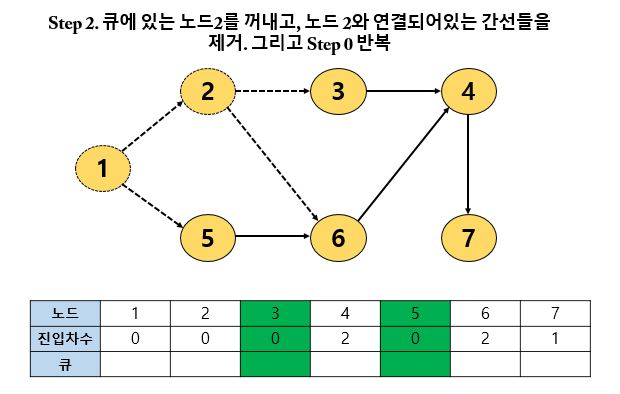 Step 2. 큐에 있는 노드2를 꺼내고, 노드 2와 연결되어있는 간선들을
제거. 그리고 Step 0 반복
2 3 4
1
5 6 7
노드 1 2 3 4 5 6 7
진입차수 0 0 0 2 0 2 1
큐